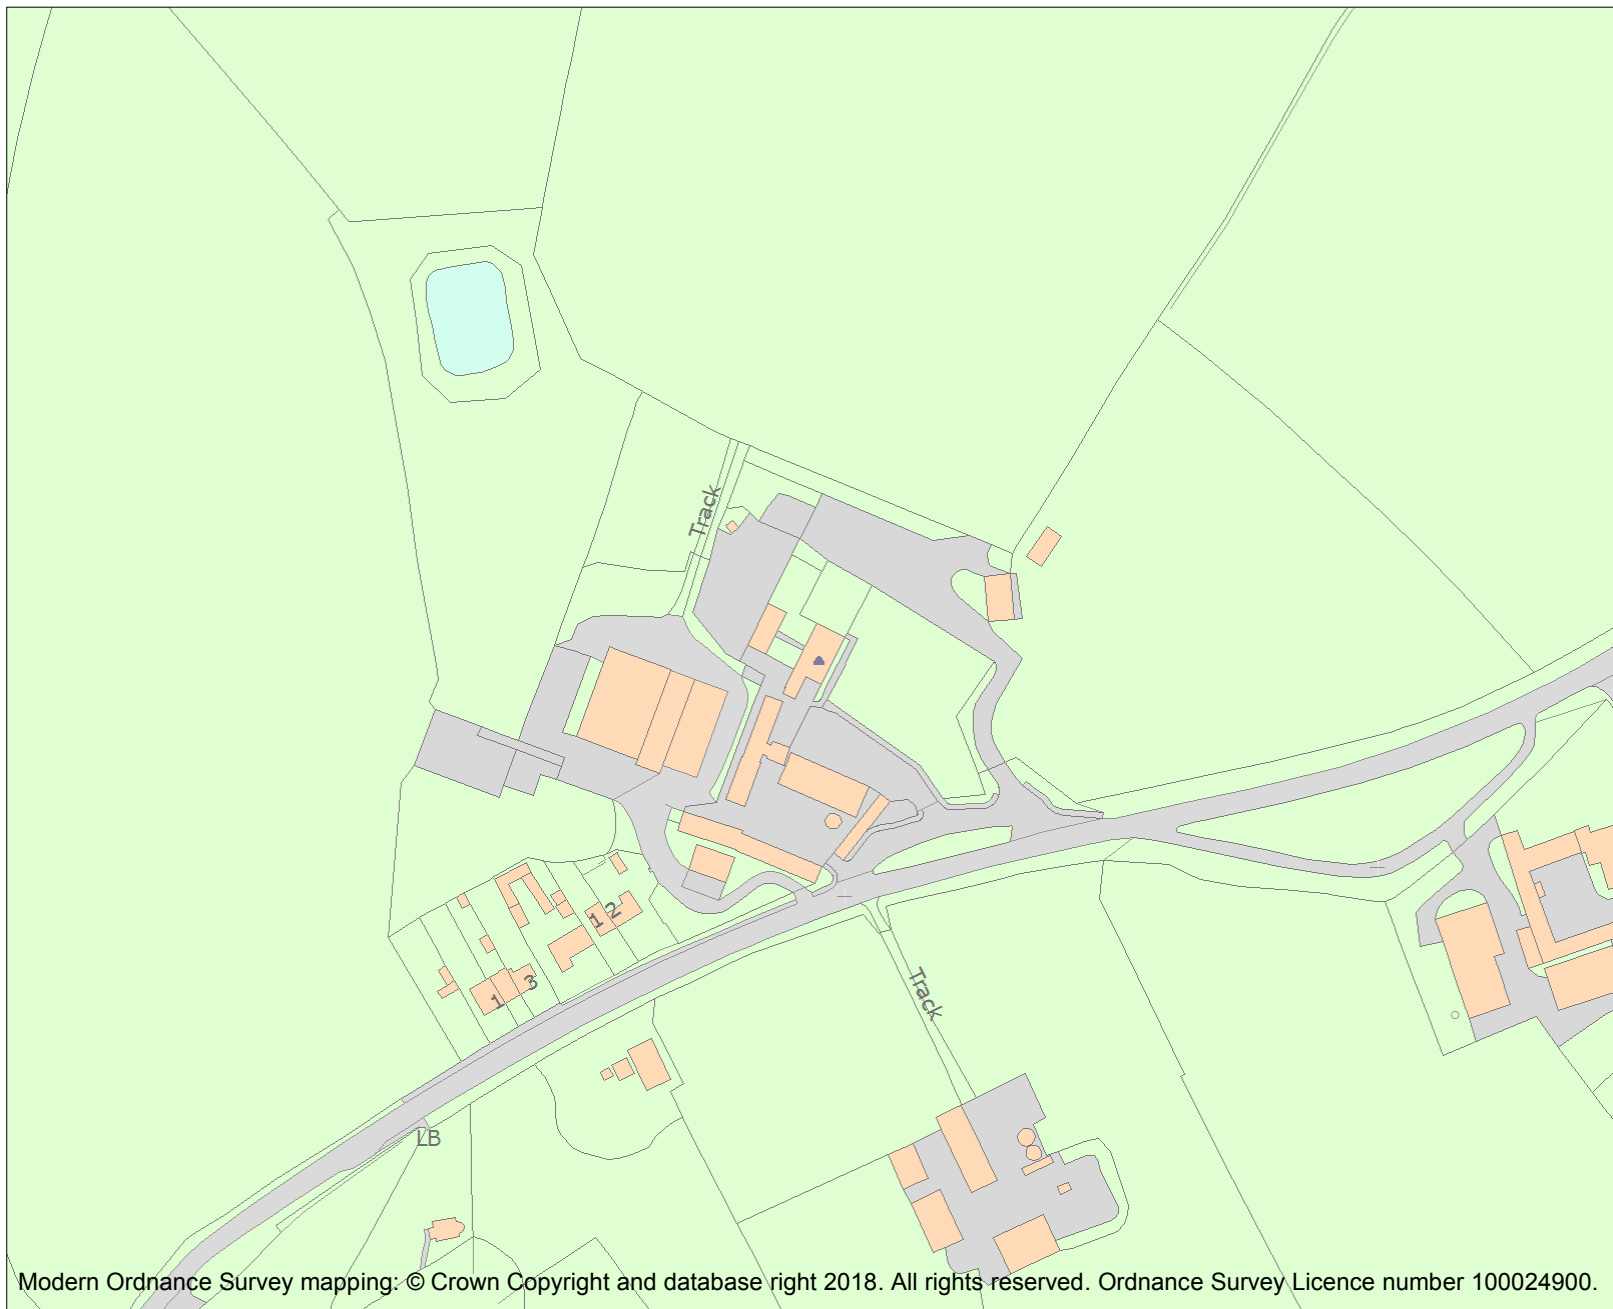 Track
1 2
3
1
Track
LB
Modern Ordnance Survey mapping: © Crown Copyright and database right 2018. All rights reserved. Ordnance Survey Licence number 100024900.